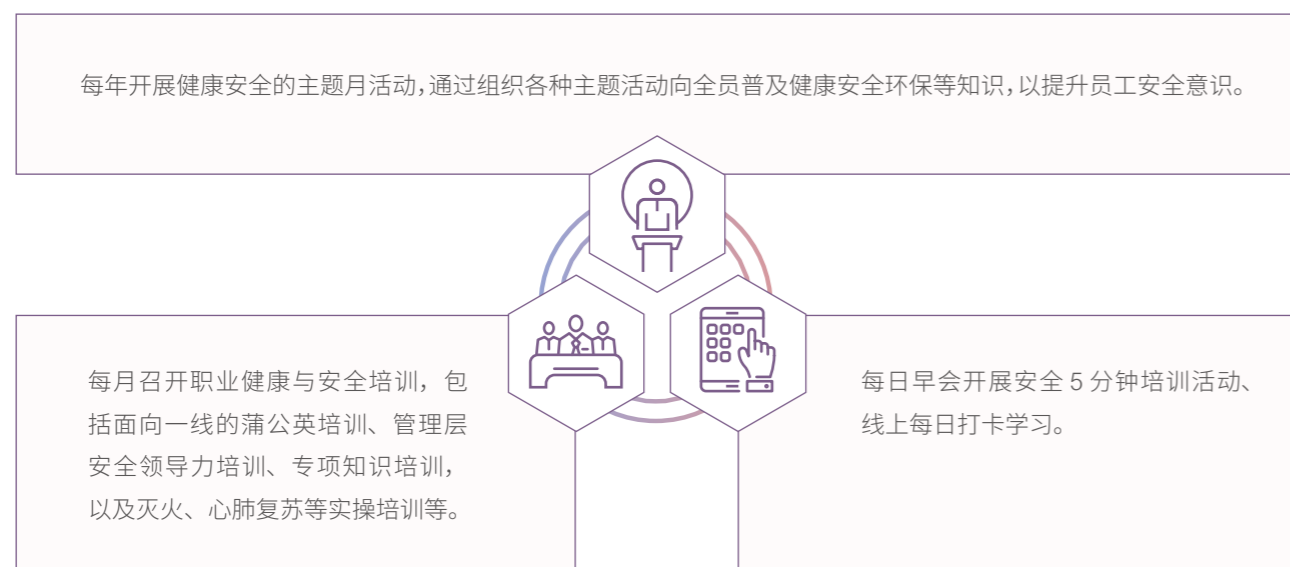 每年开展健康安全的主题月活动，通过组织各种主题活动向全员普及健康安全环保等知识，以提升员工安全意识。
每月召开职业健康与安全培训，包
括面向一线的蒲公英培训、管理层
安全领导力培训、专项知识培训，
以及灭火、心肺复苏等实操培训等。
每日早会开展安全 5 分钟培训活动、
线上每日打卡学习。